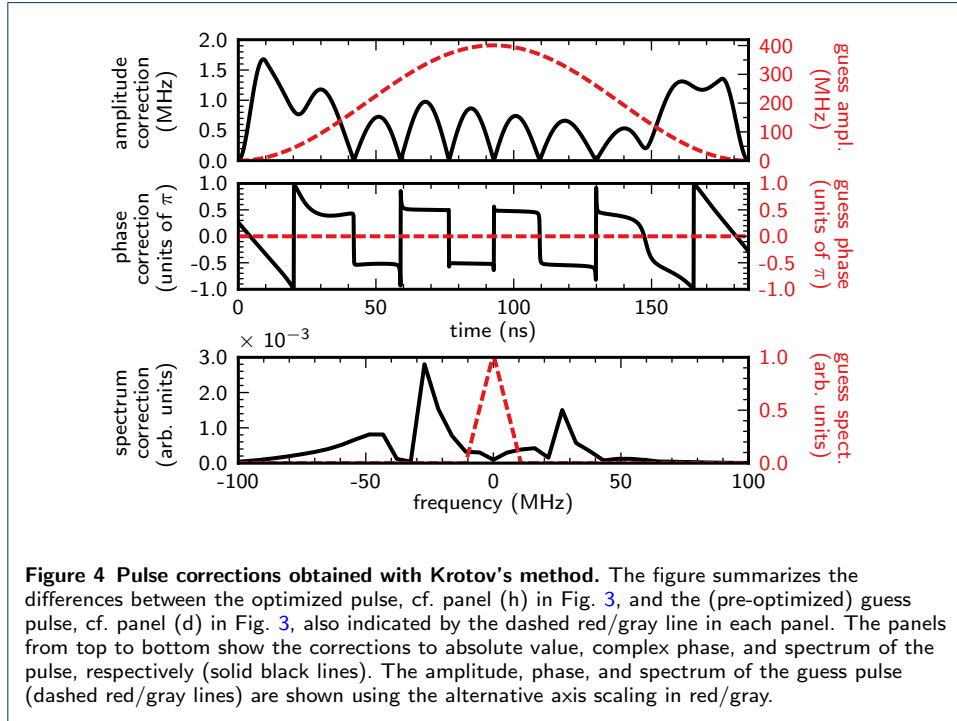 amplitude
correction
(MHz)
2.0
1.5
1.0
0.5
0.0
400
300
200
100
0
guess ampl.
(MHz)
phase
correction
(units of π)
1.0
0.5
0.0
-0.5
-1.0
1.0
0.5
0.0
-0.5
-1.0
guess phase
(units of π)
0 50 100 150
time (ns)
× 10⁻³
spectrum
correction
(arb. units)
3.0
2.0
1.0
0.0
1.0
0.5
0.0
guess spect.
(arb. units)
-100 -50 0 50 100
frequency (MHz)
Figure 4 Pulse corrections obtained with Krotov's method. The figure summarizes the
differences between the optimized pulse, cf. panel (h) in Fig. 3, and the (pre-optimized) guess
pulse, cf. panel (d) in Fig. 3, also indicated by the dashed red/gray line in each panel. The panels
from top to bottom show the corrections to absolute value, complex phase, and spectrum of the
pulse, respectively (solid black lines). The amplitude, phase, and spectrum of the guess pulse
(dashed red/gray lines) are shown using the alternative axis scaling in red/gray.